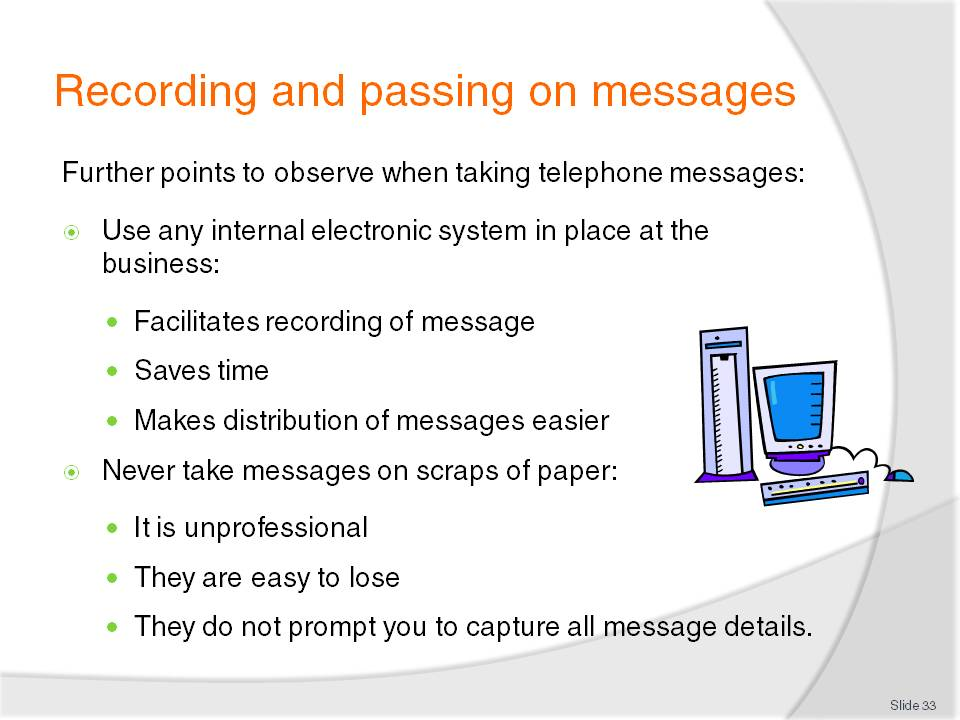 Recording and passing on messages
Further points to observe when taking telephone messages:
Use any internal electronic system in place at the
business:
Facilitates recording of message
Saves time
Makes distribution of messages easier
Never take messages on scraps of paper:
It is unprofessional
They are easy to lose
They do not prompt you to capture all message details.
Slide 33